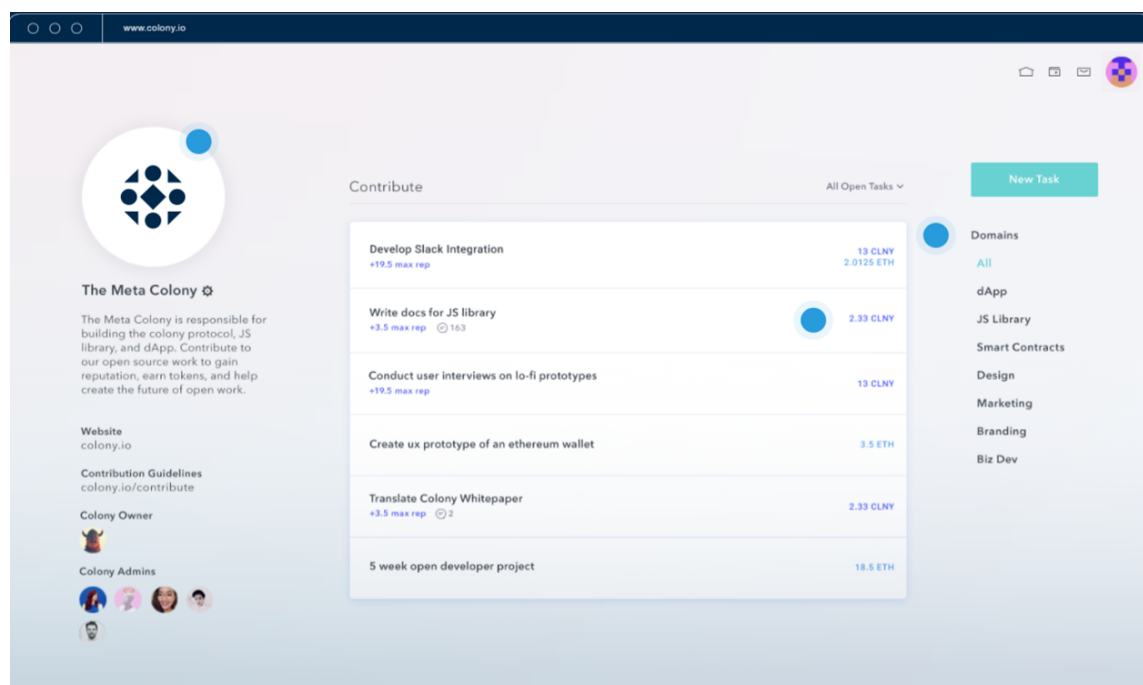 www.colony.io
The Meta Colony
The Meta Colony is responsible for
building the colony protocol, JS
library, and dApp. Contribute to
our open source work to gain
reputation, earn tokens, and help
create the future of open work.
Website
colony.io
Contribution Guidelines
colony.io/contribute
Colony Owner
Colony Admins
Contribute
All Open Tasks
Develop Slack Integration
+19.5 max rep
13 CLNY
2.0125 ETH
Write docs for JS library
+3.5 max rep 163
2.33 CLNY
Conduct user interviews on lo-fi prototypes
+19.5 max rep
13 CLNY
Create ux prototype of an ethereum wallet
3.5 ETH
Translate Colony Whitepaper
+3.5 max rep 2
2.33 CLNY
5 week open developer project
18.5 ETH
New Task
Domains
All
dApp
JS Library
Smart Contracts
Design
Marketing
Branding
Biz Dev